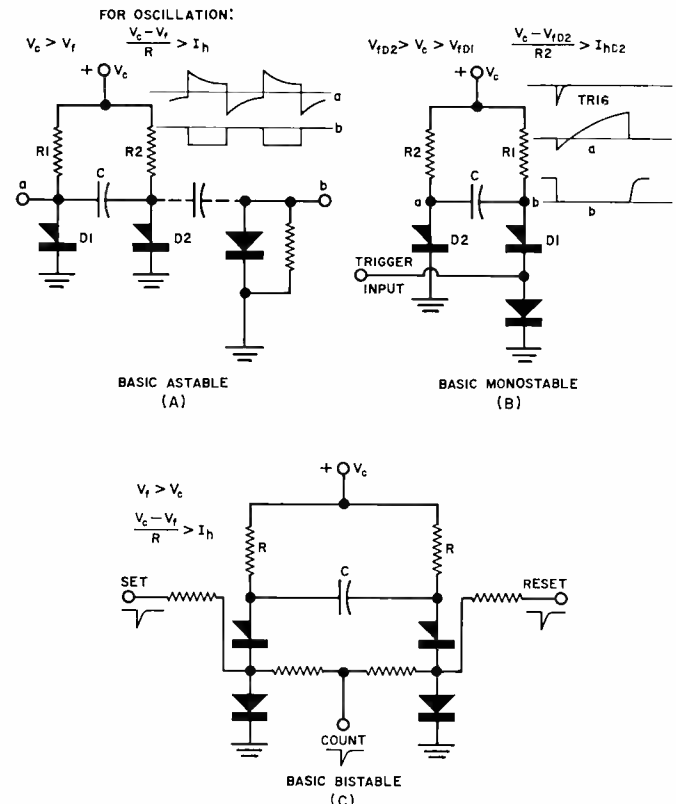 FOR OSCILLATION:
Vc > Vf
Vc − Vf / R > Ih
+ Vc
a
b
R1
R2
C
a
b
D1
D2
BASIC ASTABLE
(A)
VfD2 > Vc > VfD1
Vc − VfD2 / R2 > IhD2
+ Vc
TRIG
a
b
R2
R1
C
a
b
D2
D1
TRIGGER
INPUT
BASIC MONOSTABLE
(B)
+ Vc
Vf > Vc
Vc − Vf / R > Ih
R
R
C
SET
RESET
COUNT
BASIC BISTABLE
(C)